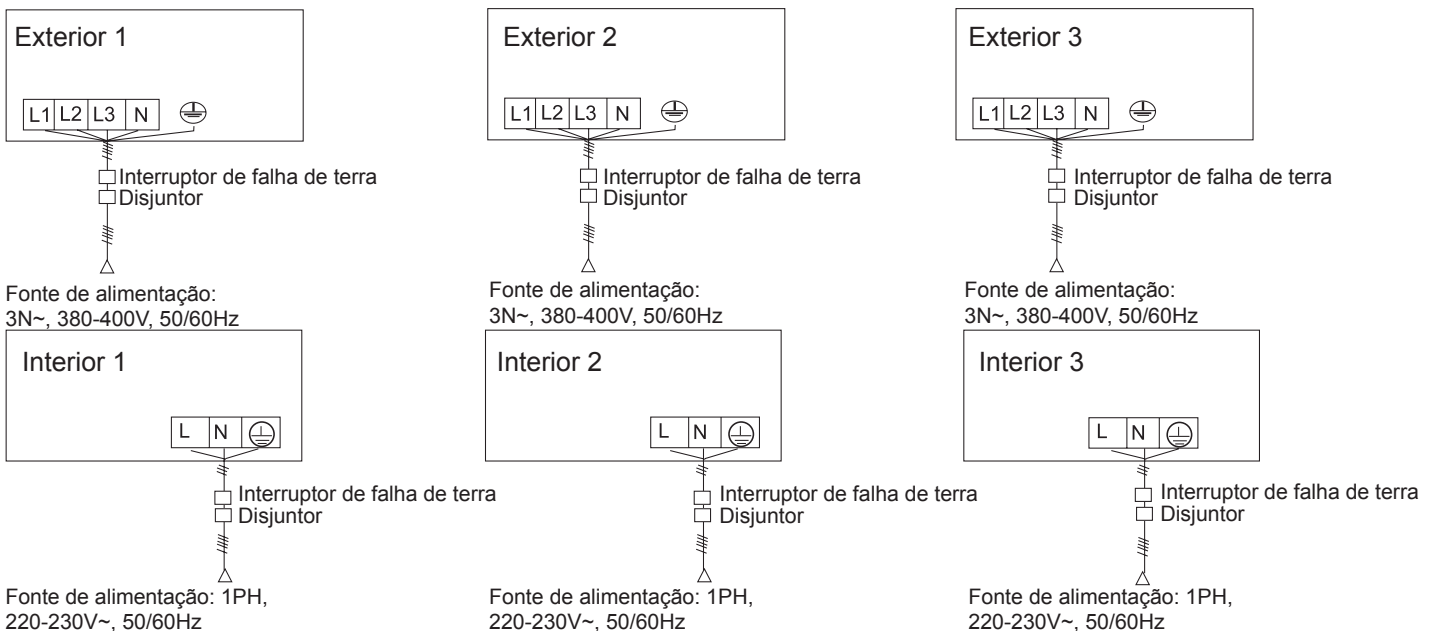 Exterior 1
L1 L2 L3 N
Interruptor de falha de terra
Disjuntor
Fonte de alimentação:
3N~, 380-400V, 50/60Hz
Exterior 2
L1 L2 L3 N
Interruptor de falha de terra
Disjuntor
Fonte de alimentação:
3N~, 380-400V, 50/60Hz
Exterior 3
L1 L2 L3 N
Interruptor de falha de terra
Disjuntor
Fonte de alimentação:
3N~, 380-400V, 50/60Hz
Interior 1
L N
Interruptor de falha de terra
Disjuntor
Fonte de alimentação: 1PH,
220-230V~, 50/60Hz
Interior 2
L N
Interruptor de falha de terra
Disjuntor
Fonte de alimentação: 1PH,
220-230V~, 50/60Hz
Interior 3
L N
Interruptor de falha de terra
Disjuntor
Fonte de alimentação: 1PH,
220-230V~, 50/60Hz